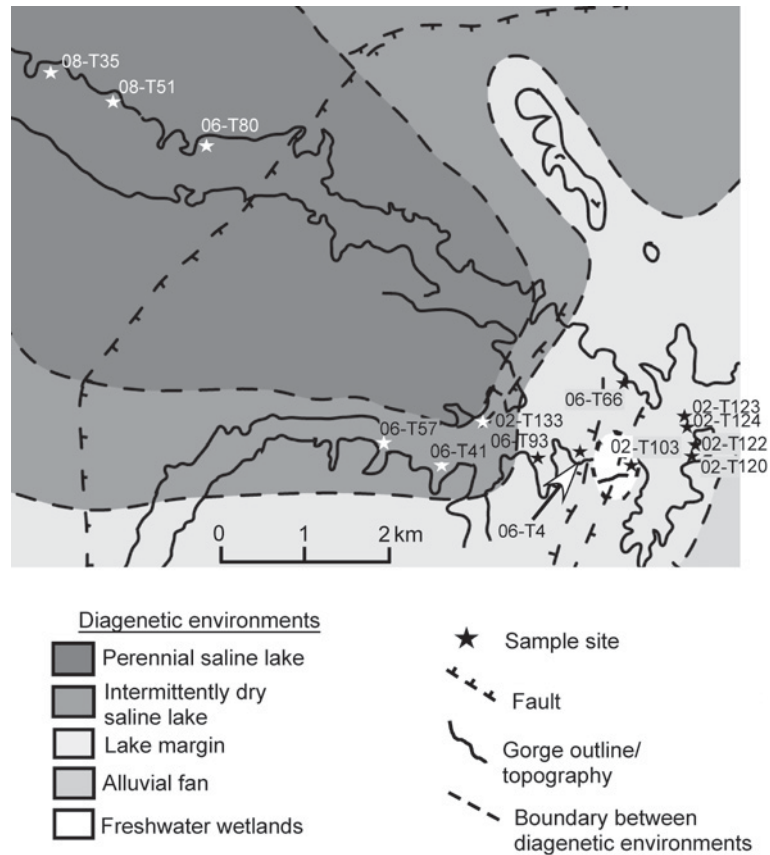 08-T35
08-T51
06-T80
06-T66
02-T123
02-T124
02-T133
06-T57
06-T93
02-T103
02-T122
06-T41
02-T120
06-T4
0 1 2 km
Diagenetic environments
Perennial saline lake
Intermittently dry
saline lake
Lake margin
Alluvial fan
Freshwater wetlands
Sample site
Fault
Gorge outline/
topography
Boundary between
diagenetic environments